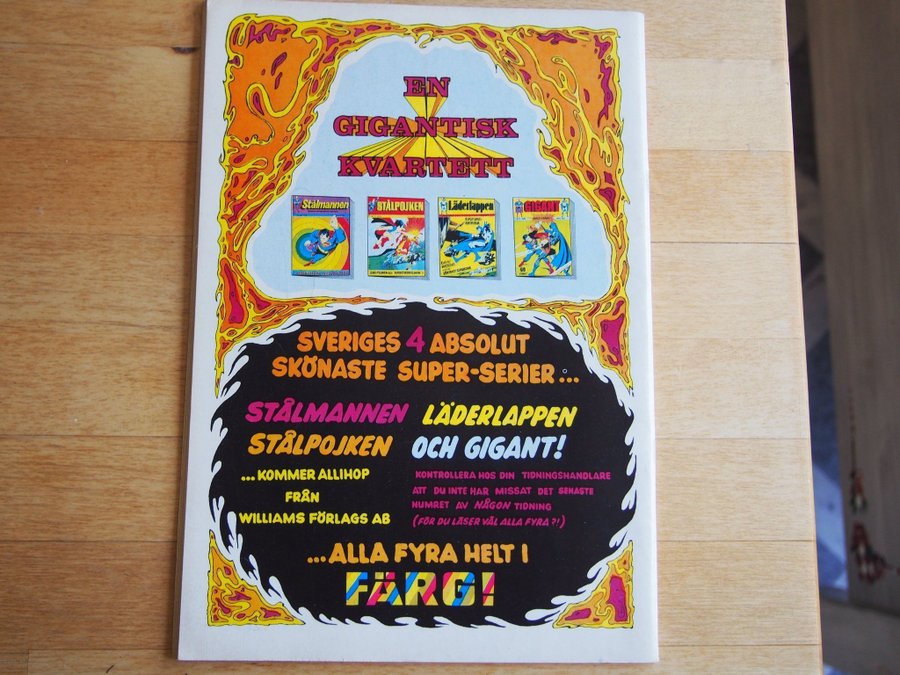 EN
GIGANTISK
KVARTETT
Stålmannen
STÅLPOJKEN
Läderlappen
GIGANT
SVERIGES 4 ABSOLUT
SKÖNASTE SUPER-SERIER...
STÅLMANNEN LÄDERLAPPEN
STÅLPOJKEN OCH GIGANT!
...KOMMER ALLIHOP
FRÅN
WILLIAMS FÖRLAGS AB
KONTROLLERA HOS DIN TIDNINGSHANDLARE
ATT DU INTE HAR MISSAT DET SENASTE
NUMRET AV NÅGON TIDNING
(FÖR DU LÄSER VÄL ALLA FYRA?!)
...ALLA FYRA HELT I
FÄRG!